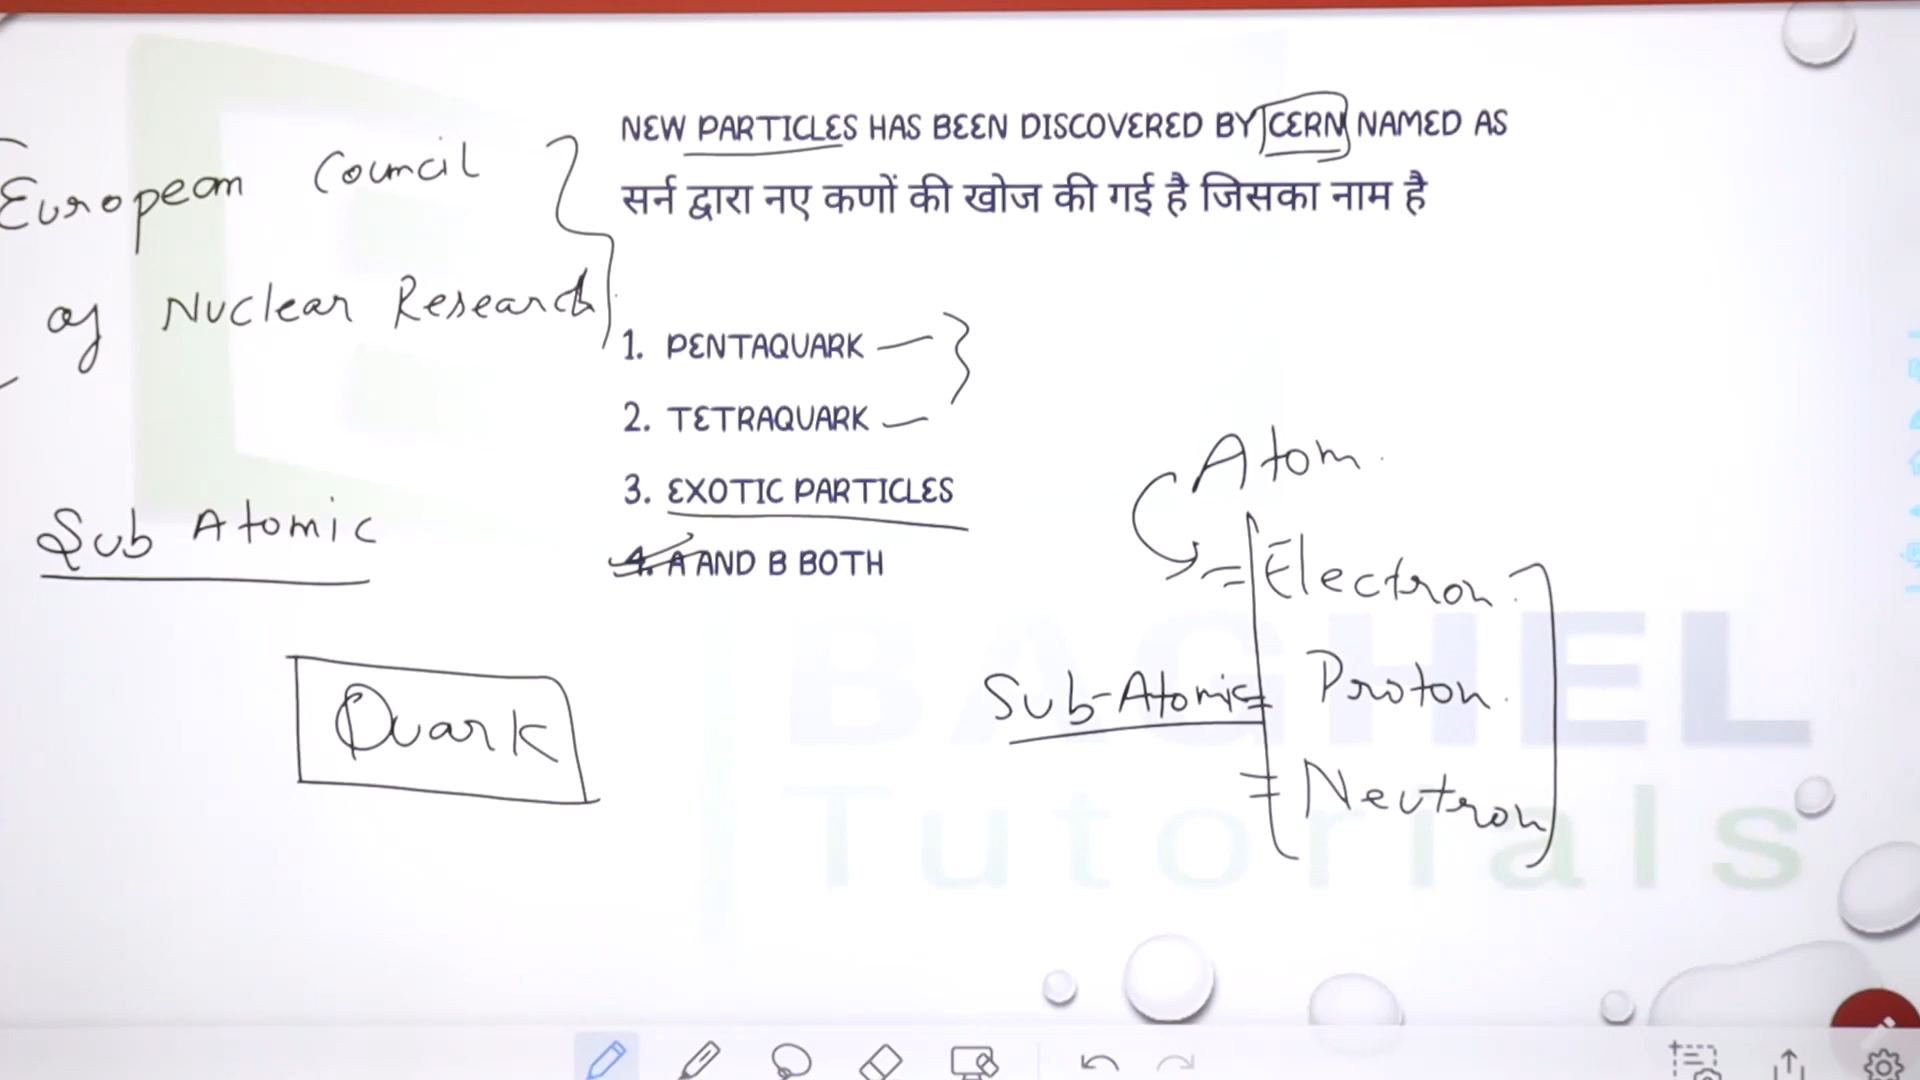 NEW PARTICLES HAS BEEN DISCOVERED BY CERN NAMED AS
सर्न द्वारा नए कणों की खोज की गई है जिसका नाम है
European Council
of Nuclear Research
1. PENTAQUARK
2. TETRAQUARK
3. EXOTIC PARTICLES
4. A AND B BOTH
Sub Atomic
Quark
Atom
= Electron
Sub-Atomic = Proton
= Neutron
BAGHEL
Tutorials